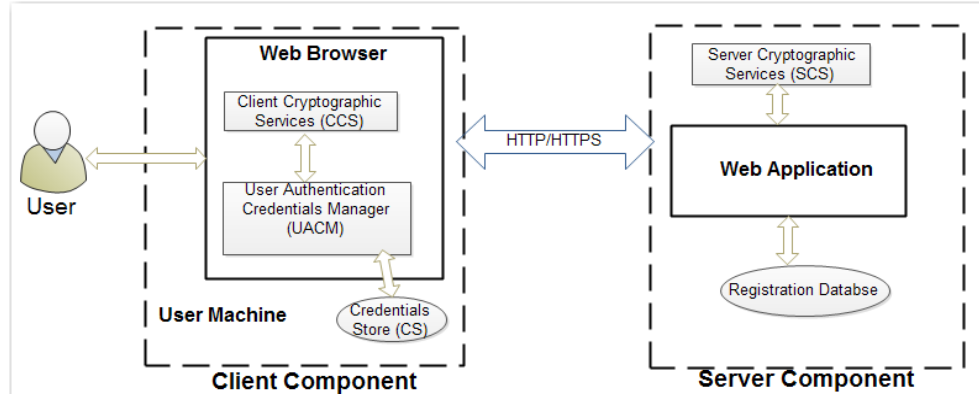 Web Browser
Client Cryptographic
Services (CCS)
User Authentication
Credentials Manager
(UACM)
User
User Machine
Credentials
Store (CS)
Client Component
HTTP/HTTPS
Server Cryptographic
Services (SCS)
Web Application
Registration Databse
Server Component